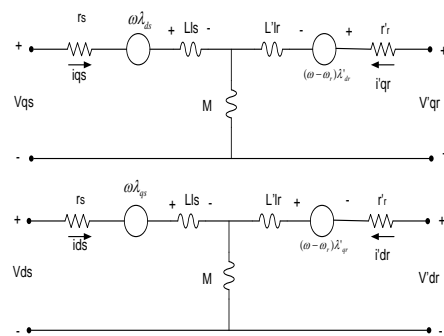 rs ωλds + Lls - L'lr - + r'r
+ iqs (ω-ωr)λ'dr i'qr +
Vqs M V'qr
- -
rs ωλqs + Lls - L'lr + - r'r
+ ids (ω-ωr)λ'qr i'dr +
Vds M V'dr
- -